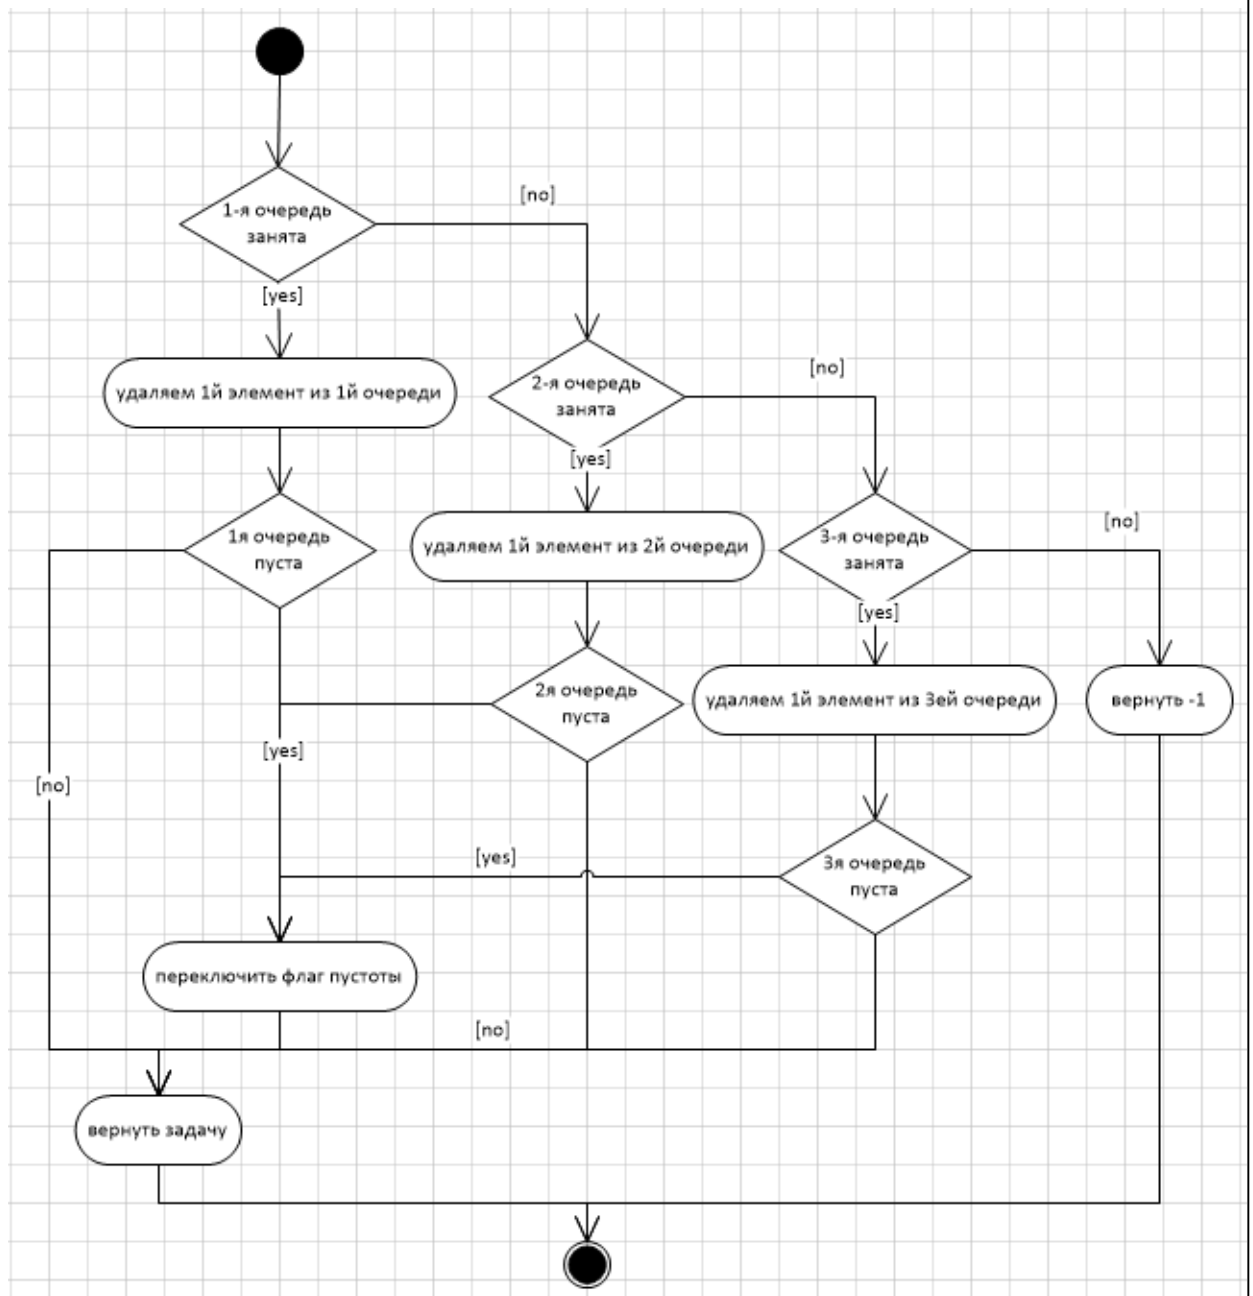 [no]
1-я очередь
занята
[yes]
[no]
удаляем 1й элемент из 1й очереди
2-я очередь
занята
[yes]
[no]
1я очередь
пуста
удаляем 1й элемент из 2й очереди
3-я очередь
занята
[yes]
2я очередь
пуста
удаляем 1й элемент из 3ей очереди
вернуть -1
[yes]
[no]
[yes]
3я очередь
пуста
переключить флаг пустоты
[no]
вернуть задачу